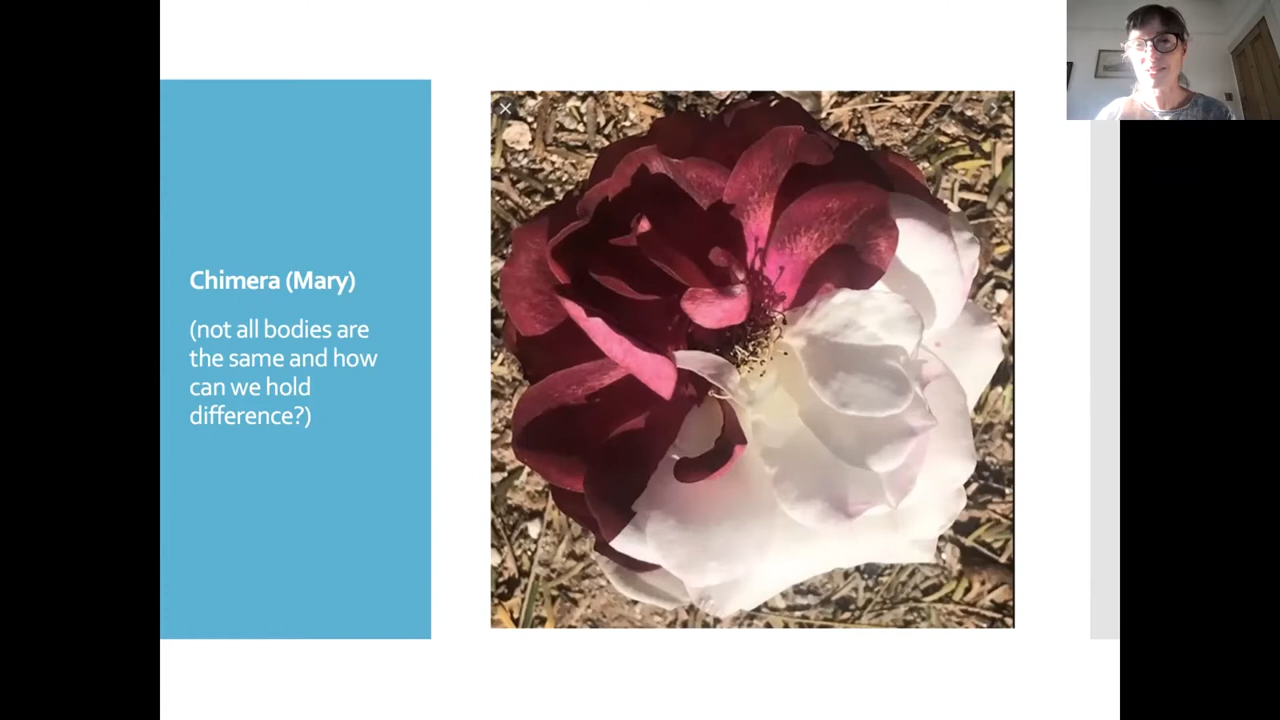 Chimera (Mary)
(not all bodies are
the same and how
can we hold
difference?)